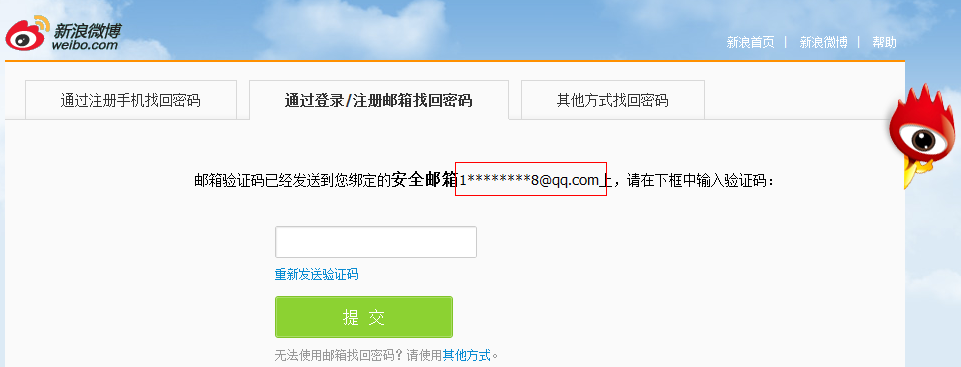 新浪微博
weibo.com
新浪首页 | 新浪微博 | 帮助
通过注册手机找回密码 通过登录/注册邮箱找回密码 其他方式找回密码
邮箱验证码已经发送到您绑定的安全邮箱1********8@qq.com上，请在下框中输入验证码：
重新发送验证码
提 交
无法使用邮箱找回密码？请使用其他方式。